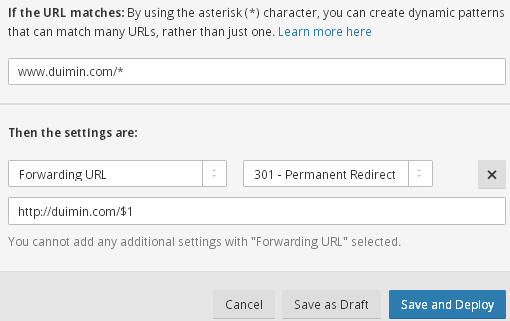 If the URL matches: By using the asterisk (*) character, you can create dynamic patterns
that can match many URLs, rather than just one. Learn more here
www.duimin.com/*
Then the settings are:
Forwarding URL
301 - Permanent Redirect
×
http://duimin.com/$1
You cannot add any additional settings with "Forwarding URL" selected.
Cancel
Save as Draft
Save and Deploy